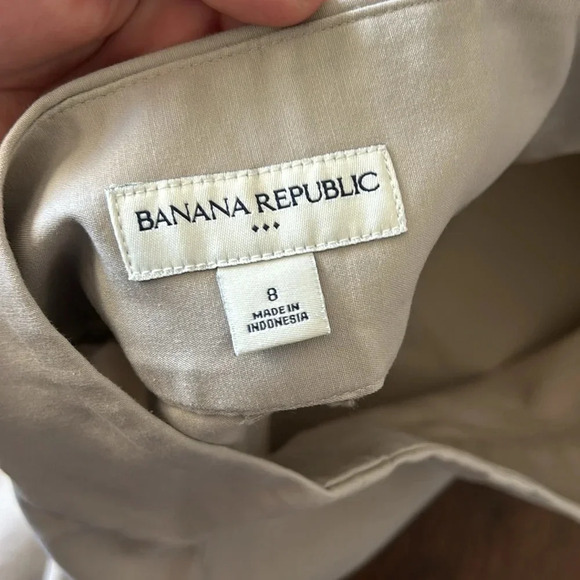 BANANA REPUBLIC
♦♦♦
8
MADE IN
INDONESIA